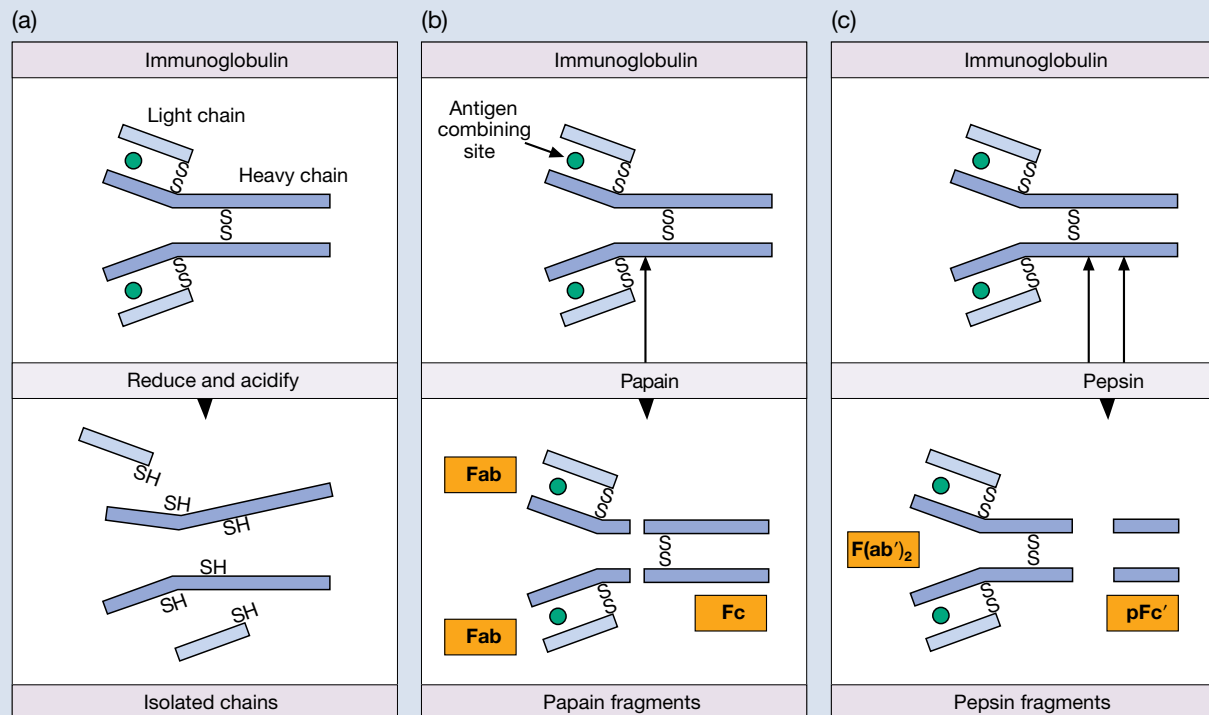 (a)
Immunoglobulin
Light chain
Heavy chain
S
S
S
S
S
S
Reduce and acidify
SH
SH
SH
SH
SH
SH
Isolated chains
(b)
Immunoglobulin
Antigen
combining
site
S
S
S
S
S
S
Papain
Fab
S
S
S
S
S
S
Fc
Fab
Papain fragments
(c)
Immunoglobulin
S
S
S
S
S
S
Pepsin
S
S
F(ab′)₂
S
S
S
S
pFc′
Pepsin fragments